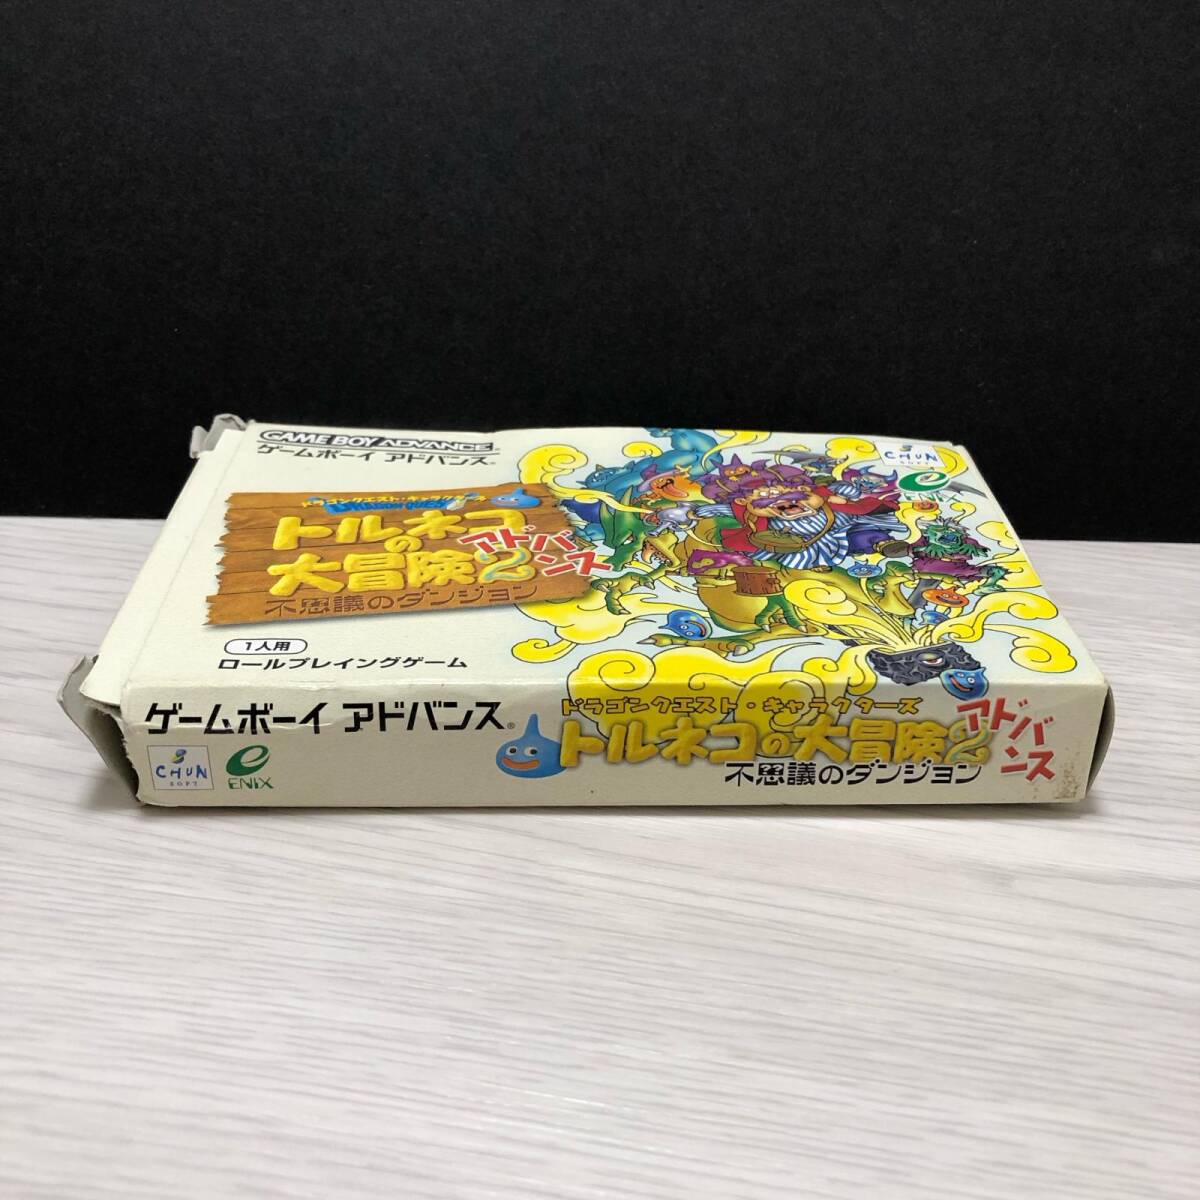 GAME BOY ADVANCE
ゲームボーイ アドバンス®
ドラゴンクエスト・キャラクターズ
DRAGON QUEST
トルネコ
の
大冒険2
アドバンス
不思議のダンジョン
1人用
ロールプレイングゲーム
CHUN
SOFT
ENIX
ゲームボーイ アドバンス®
CHUN
SOFT
ENIX
ドラゴンクエスト・キャラクターズ
トルネコの大冒険2
アドバンス
不思議のダンジョン